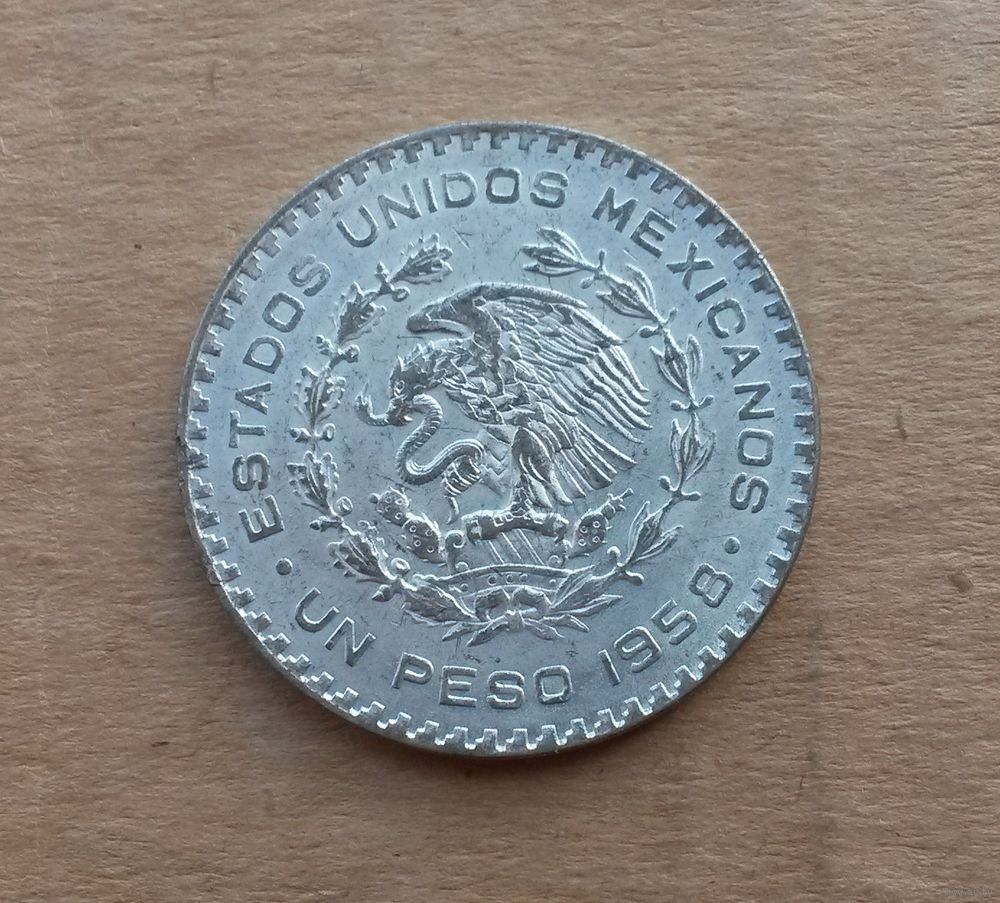 ESTADOS UNIDOS MEXICANOS
· UN PESO 1958 ·